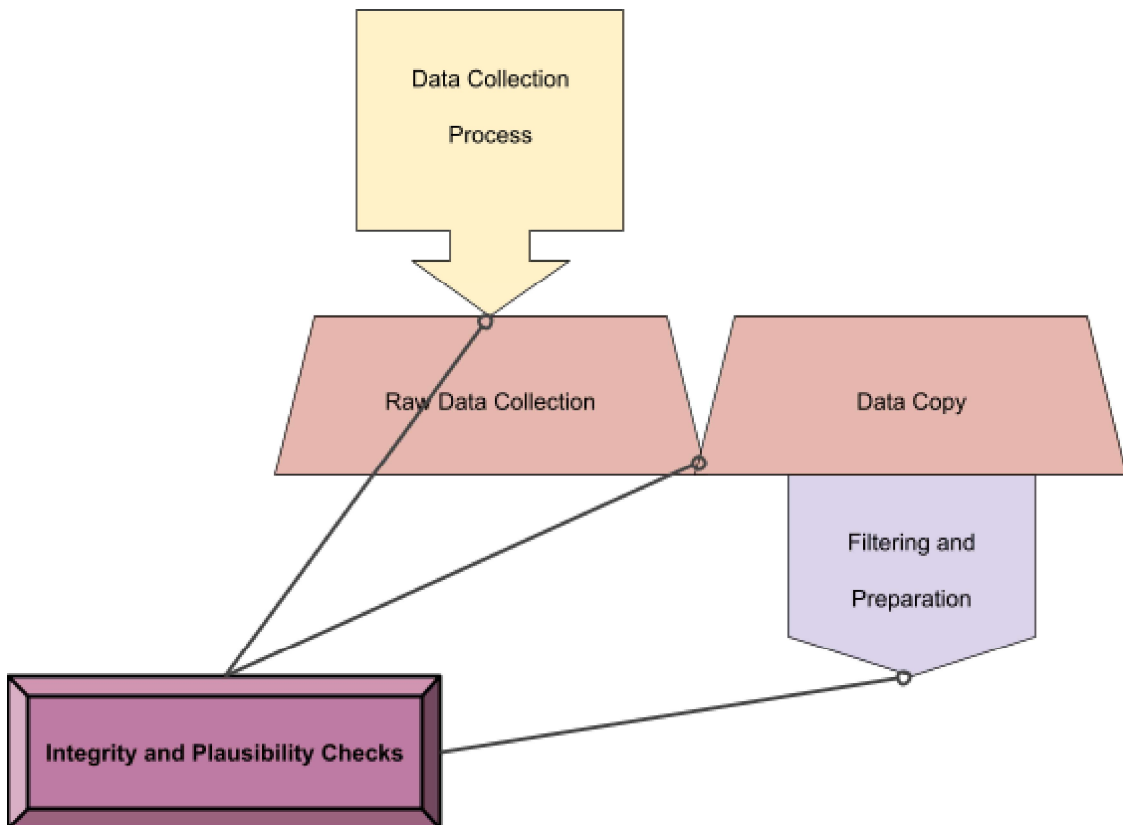 Data Collection
Process
Raw Data Collection
Data Copy
Filtering and
Preparation
Integrity and Plausibility Checks